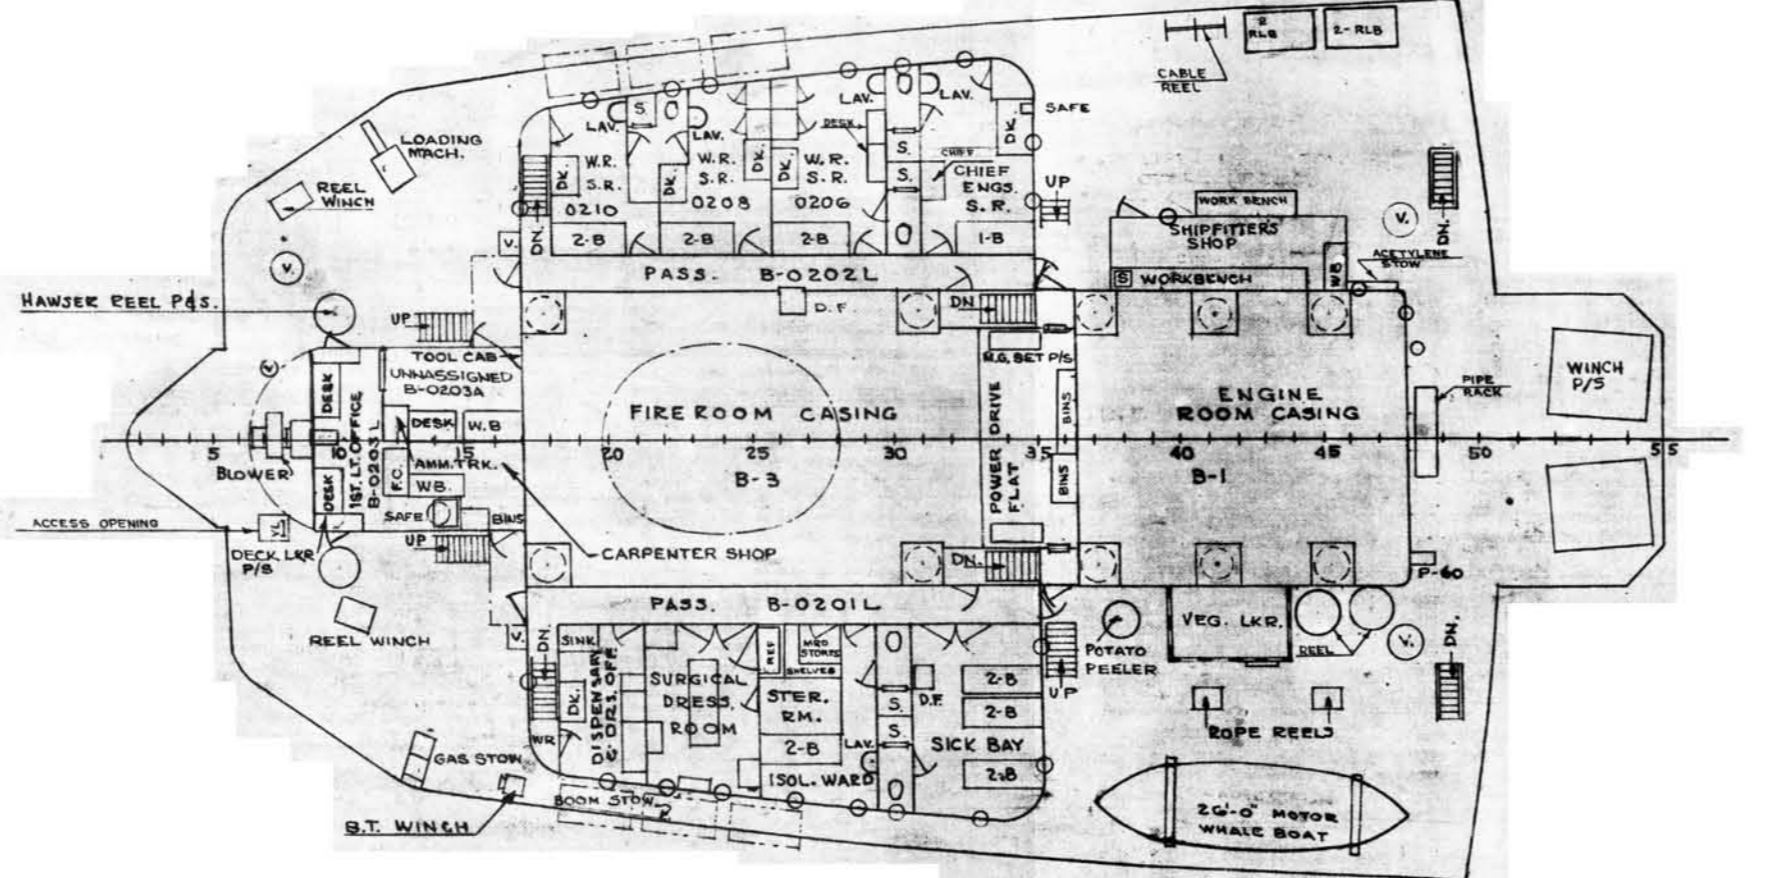 2
RLB
2-RLB
CABLE
REEL
LOADING
MACH.
REEL
WINCH
V.
HAWSER REEL P&S.
UP
LAV.
S.
LAV.
DESK
LAV.
S.
S.
LAV.
SAFE
DK.
W.R.
S.R.
0210
DK.
W.R.
S.R.
0208
DK.
DK.
W.R.
S.R.
0206
DK.
CHIFF.
CHIEF
ENGS.
S.R.
UP
V.
DN.
2-B
2-B
2-B
1-B
PASS. B-0202L
D.F.
DN
WORK BENCH
SHIPFITTERS
SHOP
S
WORKBENCH
WB
ACETYLENE
STOW
V.
DN.
TOOL CAB
UNNASSIGNED
B-0203A
V.
DESK
1ST. LT. OFFICE
B-0203L
DESK
W.B
BLOWER
F.C.
AMM.TRK.
WB.
SAFE
BINS
DESK
ACCESS OPENING
DECK LKR
P/S
UP
CARPENTER SHOP
FIREROOM CASING
B-3
M.G. SET P/S
POWER DRIVE
FLAT
BINS
BINS
ENGINE
ROOM CASING
B-1
PIPE
RACK
WINCH
P/S
5
10
15
20
25
30
35
40
45
50
55
DN.
P-60
REEL WINCH
PASS. B-0201L
V.
DN.
SINK
DK.
WR
DISPENSARY
& DRS. OFF.
SURGICAL
DRESS.
ROOM
REF
MED
STORES
SHELVES
STER.
RM.
2-B
ISOL. WARD
LAV.
S.
S.
D.F.
2-B
2-B
SICK BAY
2-B
UP
POTATO
PEELER
VEG. LKR.
REEL
V.
DN.
ROPE REELS
26'-0" MOTOR
WHALE BOAT
GAS STOW.
BOOM STOW.
B.T. WINCH